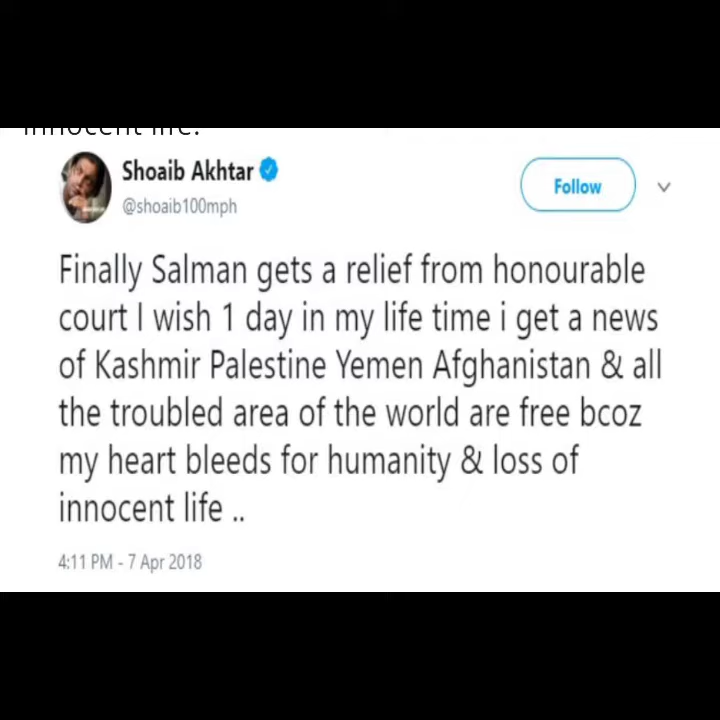 innocent life.
Shoaib Akhtar
@shoaib100mph
Follow
Finally Salman gets a relief from honourable
court I wish 1 day in my life time i get a news
of Kashmir Palestine Yemen Afghanistan & all
the troubled area of the world are free bcoz
my heart bleeds for humanity & loss of
innocent life ..
4:11 PM - 7 Apr 2018